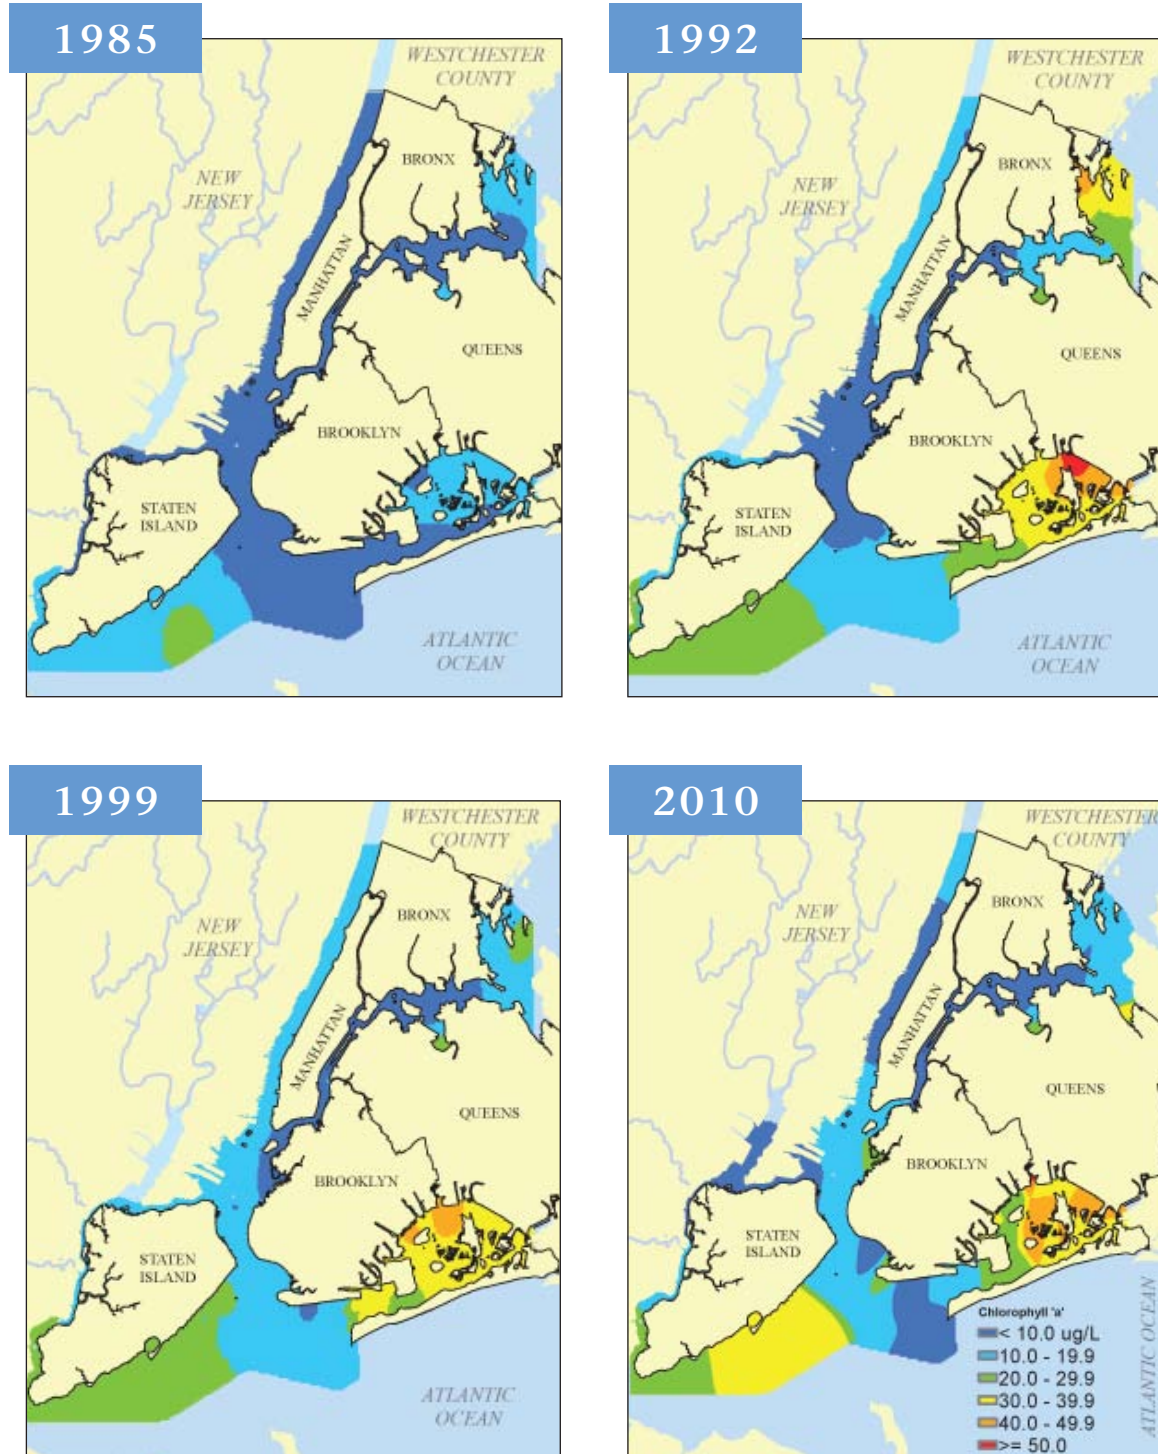 1985
WESTCHESTER
COUNTY
NEW
JERSEY
BRONX
MANHATTAN
QUEENS
BROOKLYN
STATEN
ISLAND
ATLANTIC
OCEAN
1992
WESTCHESTER
COUNTY
NEW
JERSEY
BRONX
MANHATTAN
QUEENS
BROOKLYN
STATEN
ISLAND
ATLANTIC
OCEAN
1999
WESTCHESTER
COUNTY
NEW
JERSEY
BRONX
MANHATTAN
QUEENS
BROOKLYN
STATEN
ISLAND
ATLANTIC
OCEAN
2010
WESTCHESTER
COUNTY
NEW
JERSEY
BRONX
MANHATTAN
QUEENS
BROOKLYN
STATEN
ISLAND
ATLANTIC OCEAN
Chlorophyll 'a'
< 10.0 ug/L
10.0 - 19.9
20.0 - 29.9
30.0 - 39.9
40.0 - 49.9
>= 50.0